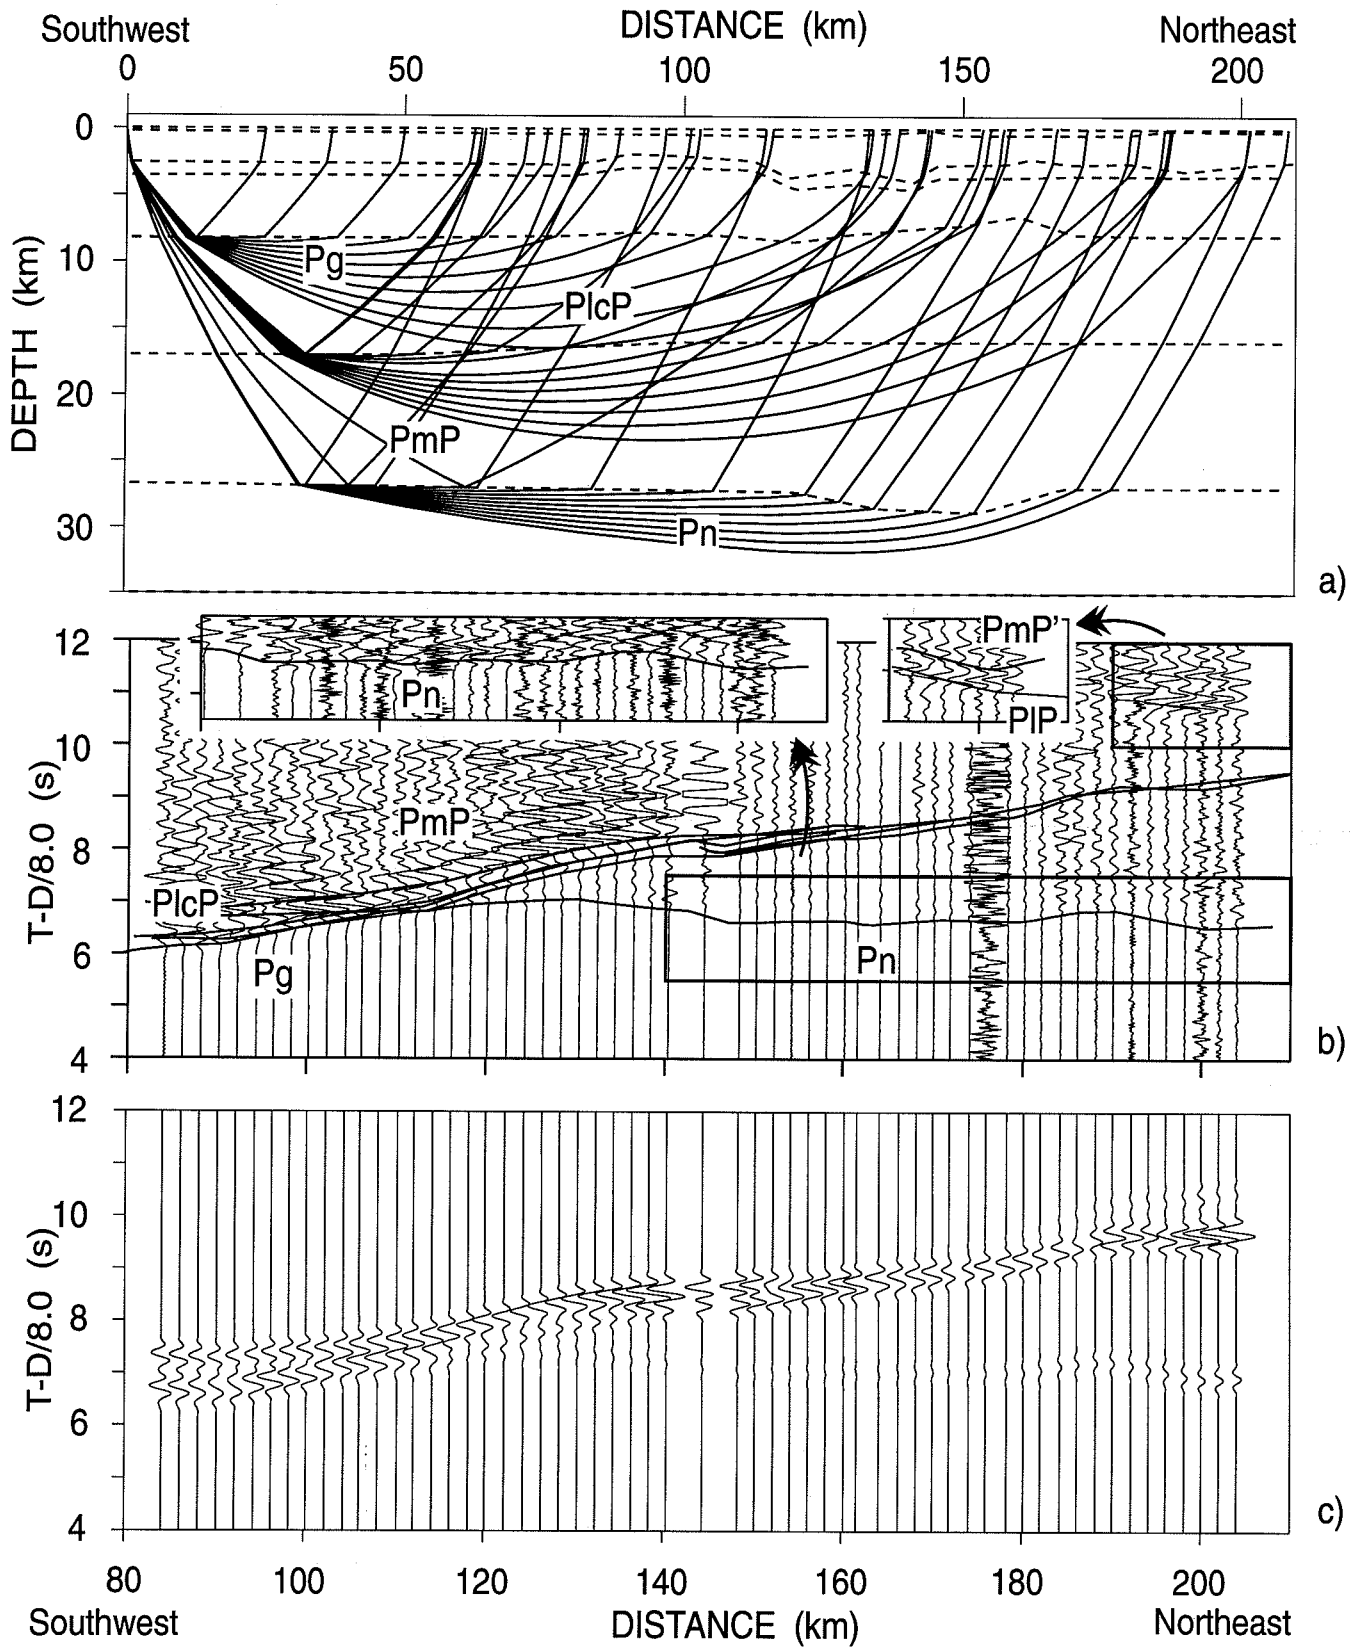 Southwest DISTANCE (km) Northeast
0 50 100 150 200
0
10
20
30
DEPTH (km)
Pg
PlcP
PmP
Pn
a)
12
10
8
6
4
T-D/8.0 (s)
Pn
PmP'
PlP
PmP
PlcP
Pg
Pn
b)
12
10
8
6
4
T-D/8.0 (s)
c)
80 100 120 140 160 180 200
Southwest DISTANCE (km) Northeast